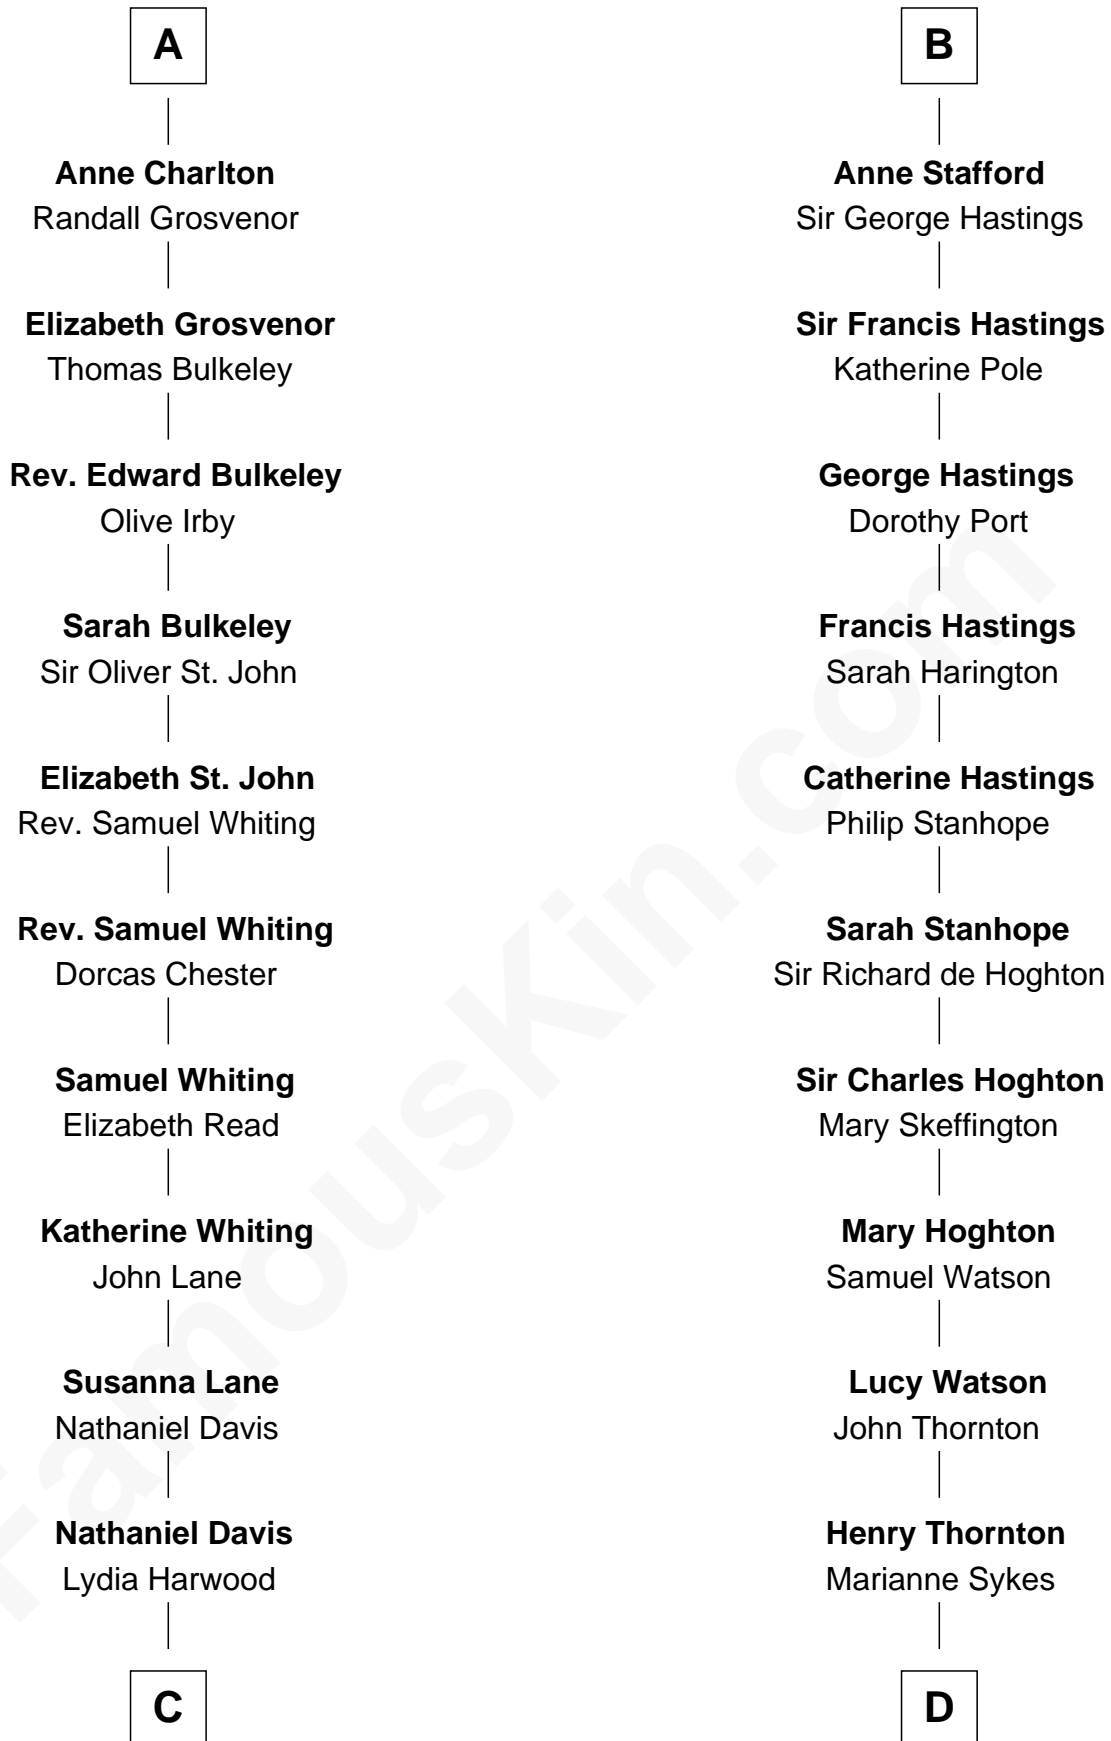 A
Anne Charlton
Randall Grosvenor
Elizabeth Grosvenor
Thomas Bulkeley
Rev. Edward Bulkeley
Olive Irby
Sarah Bulkeley
Sir Oliver St. John
Elizabeth St. John
Rev. Samuel Whiting
Rev. Samuel Whiting
Dorcas Chester
Samuel Whiting
Elizabeth Read
Katherine Whiting
John Lane
Susanna Lane
Nathaniel Davis
Nathaniel Davis
Lydia Harwood
C
B
Anne Stafford
Sir George Hastings
Sir Francis Hastings
Katherine Pole
George Hastings
Dorothy Port
Francis Hastings
Sarah Harington
Catherine Hastings
Philip Stanhope
Sarah Stanhope
Sir Richard de Hoghton
Sir Charles Hoghton
Mary Skeffington
Mary Hoghton
Samuel Watson
Lucy Watson
John Thornton
Henry Thornton
Marianne Sykes
D
FamousKin.com